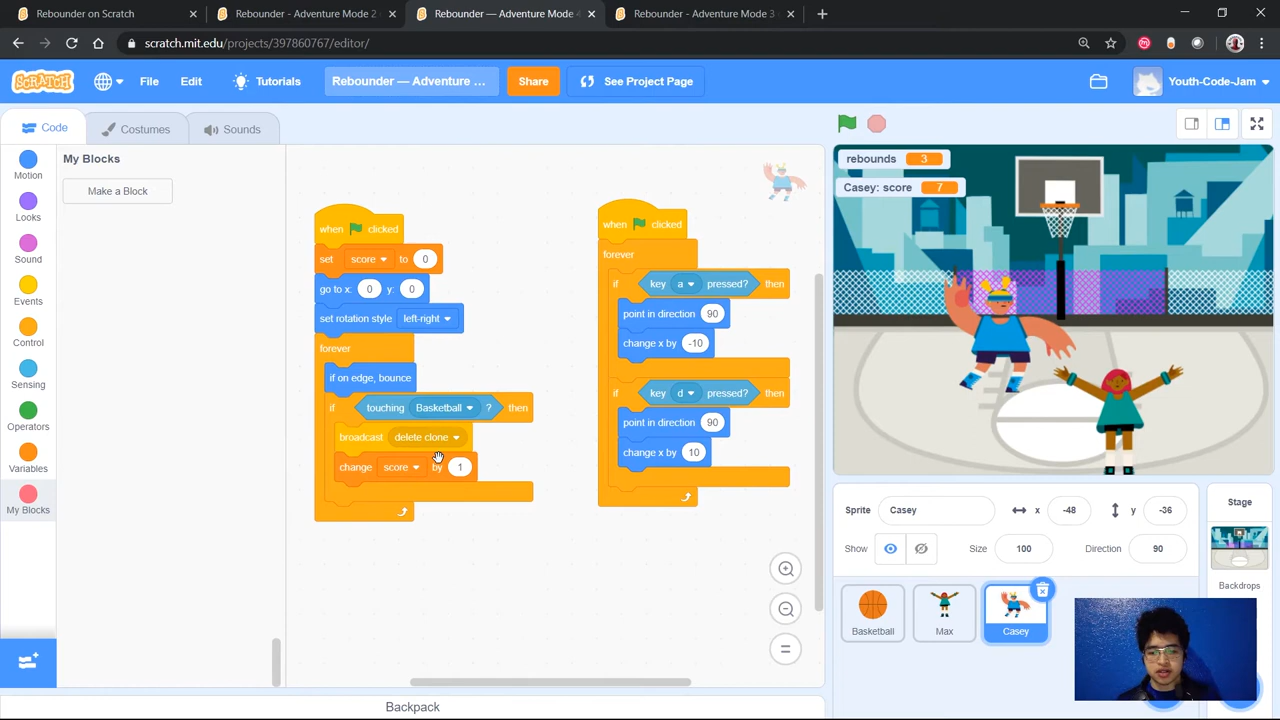 Rebounder on Scratch
Rebounder - Adventure Mode 2
Rebounder — Adventure Mode
Rebounder - Adventure Mode 3
scratch.mit.edu/projects/397860767/editor/
SCRATCH
File
Edit
Tutorials
Rebounder — Adventure ...
Share
See Project Page
Youth-Code-Jam
Code
Costumes
Sounds
Motion
Looks
Sound
Events
Control
Sensing
Operators
Variables
My Blocks
My Blocks
Make a Block
when clicked
set score to 0
go to x: 0 y: 0
set rotation style left-right
forever
if on edge, bounce
if touching Basketball ? then
broadcast delete clone
change score by 1
when clicked
forever
if key a pressed? then
point in direction 90
change x by -10
if key d pressed? then
point in direction 90
change x by 10
rebounds 3
Casey: score 7
Sprite Casey x -48 y -36
Show Size 100 Direction 90
Basketball
Max
Casey
Stage
Backdrops
Backpack